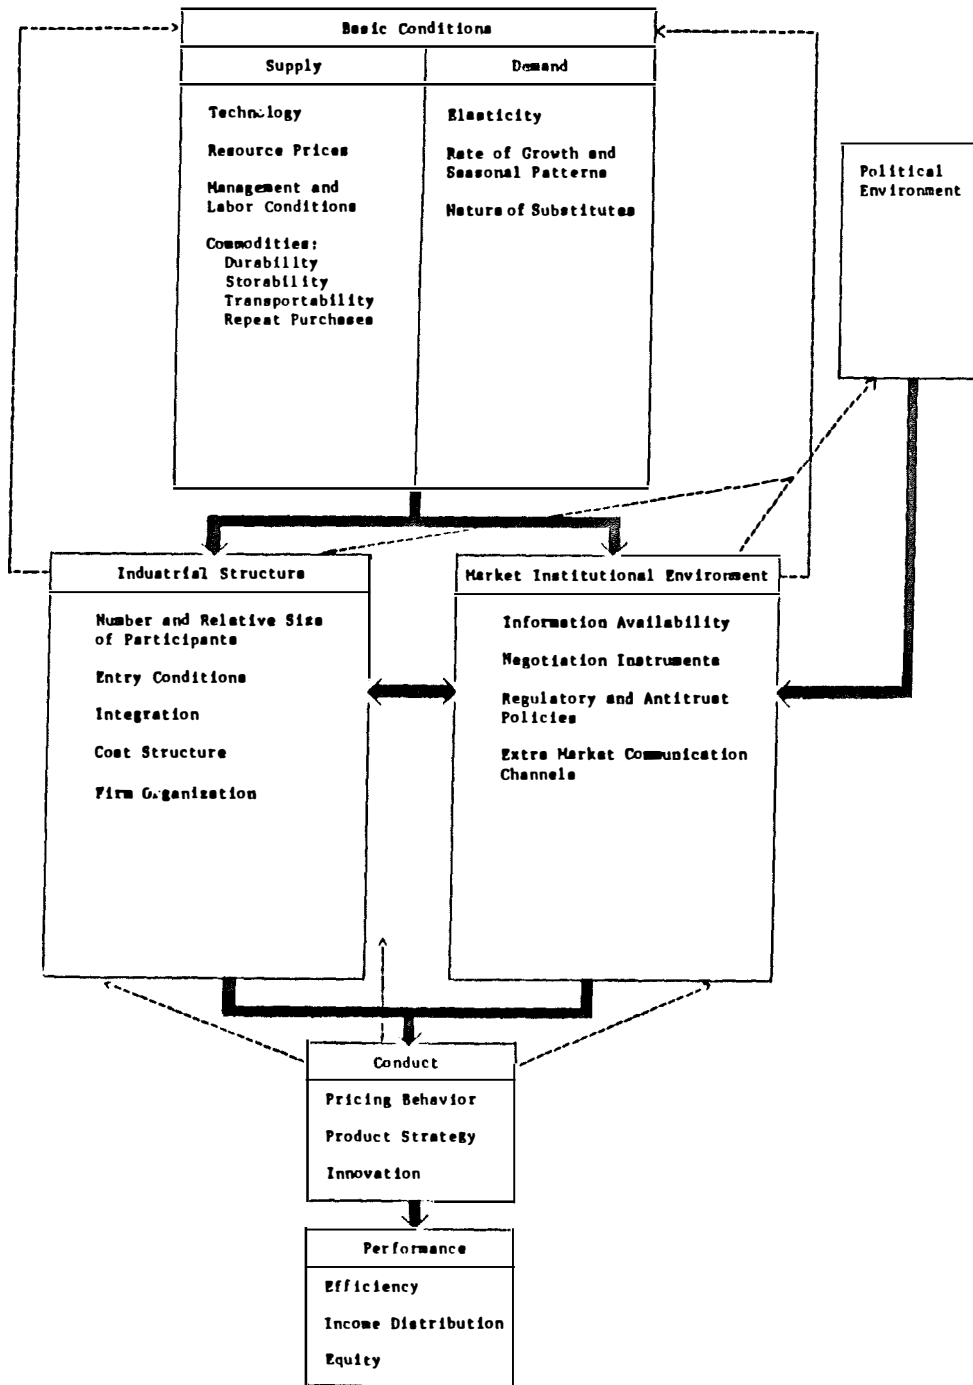 Basic Conditions
Supply
Demand
Technology
Resource Prices
Management and
Labor Conditions
Commodities:
Durability
Storability
Transportability
Repeat Purchases
Elasticity
Rate of Growth and
Seasonal Patterns
Nature of Substitutes
Political
Environment
Industrial Structure
Number and Relative Size
of Participants
Entry Conditions
Integration
Cost Structure
Firm Organization
Market Institutional Environment
Information Availability
Negotiation Instruments
Regulatory and Antitrust
Policies
Extra Market Communication
Channels
Conduct
Pricing Behavior
Product Strategy
Innovation
Performance
Efficiency
Income Distribution
Equity